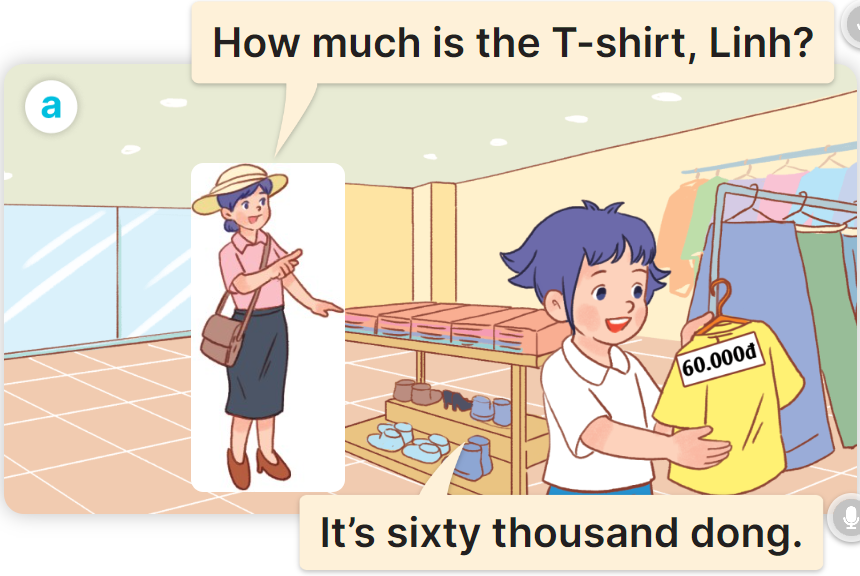 How much is the T-shirt, Linh?
a
60.000đ
It’s sixty thousand dong.